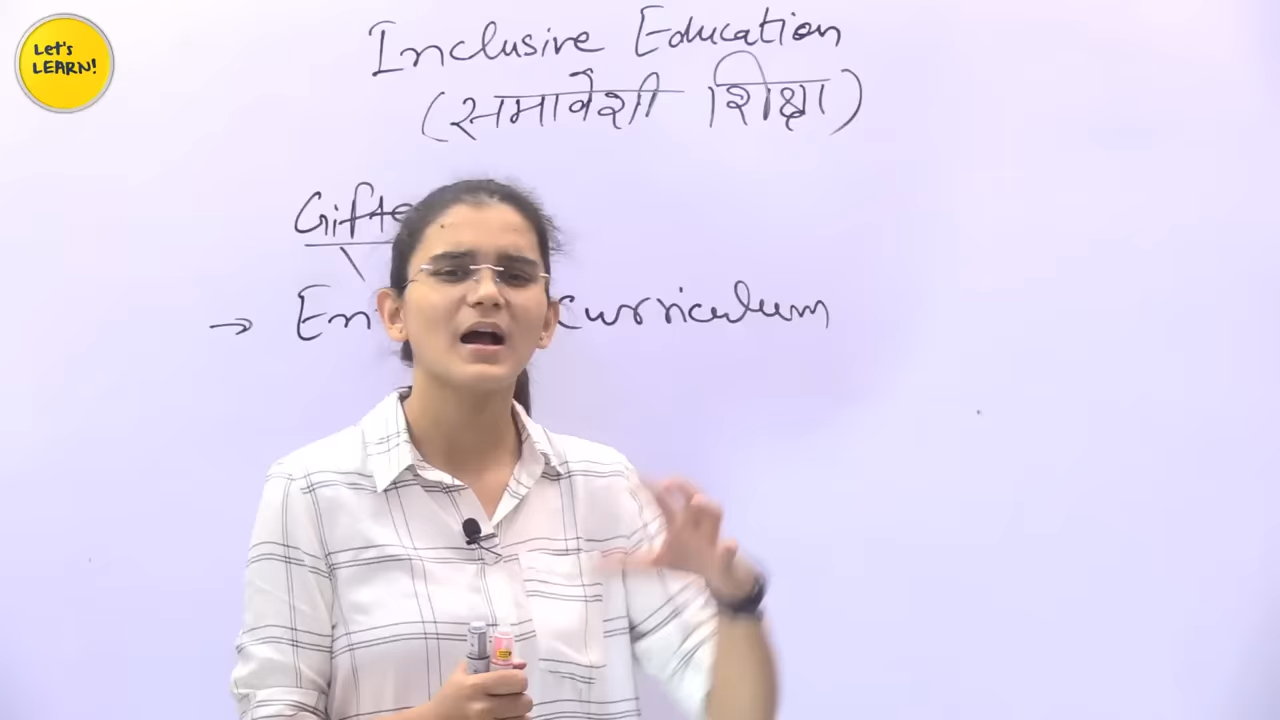 Let's
LEARN!
Inclusive Education
(समावेशी शिक्षा)
→ curriculum